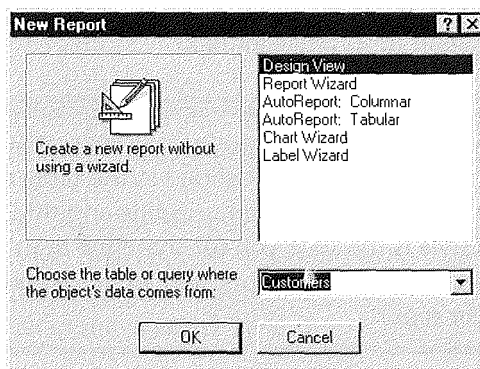 New Report
Design View
Report Wizard
AutoReport: Columnar
AutoReport: Tabular
Chart Wizard
Label Wizard
Create a new report without
using a wizard.
Choose the table or query where
the object's data comes from:
Customers
OK
Cancel